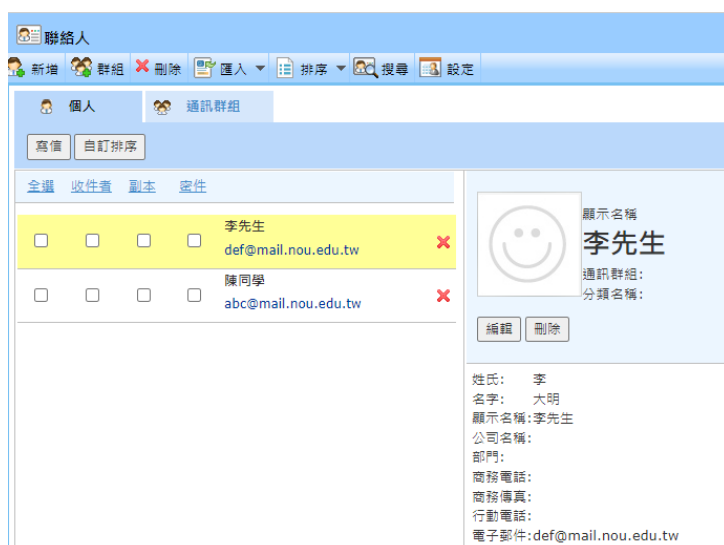 聯絡人
新增 群組 刪除 匯入 排序 搜尋 設定
個人 通訊群組
寫信 自訂排序
全選 收件者 副本 密件
李先生
def@mail.nou.edu.tw
陳同學
abc@mail.nou.edu.tw
顯示名稱
李先生
通訊群組:
分類名稱:
編輯 刪除
姓氏: 李
名字: 大明
顯示名稱:李先生
公司名稱:
部門:
商務電話:
商務傳真:
行動電話:
電子郵件:def@mail.nou.edu.tw